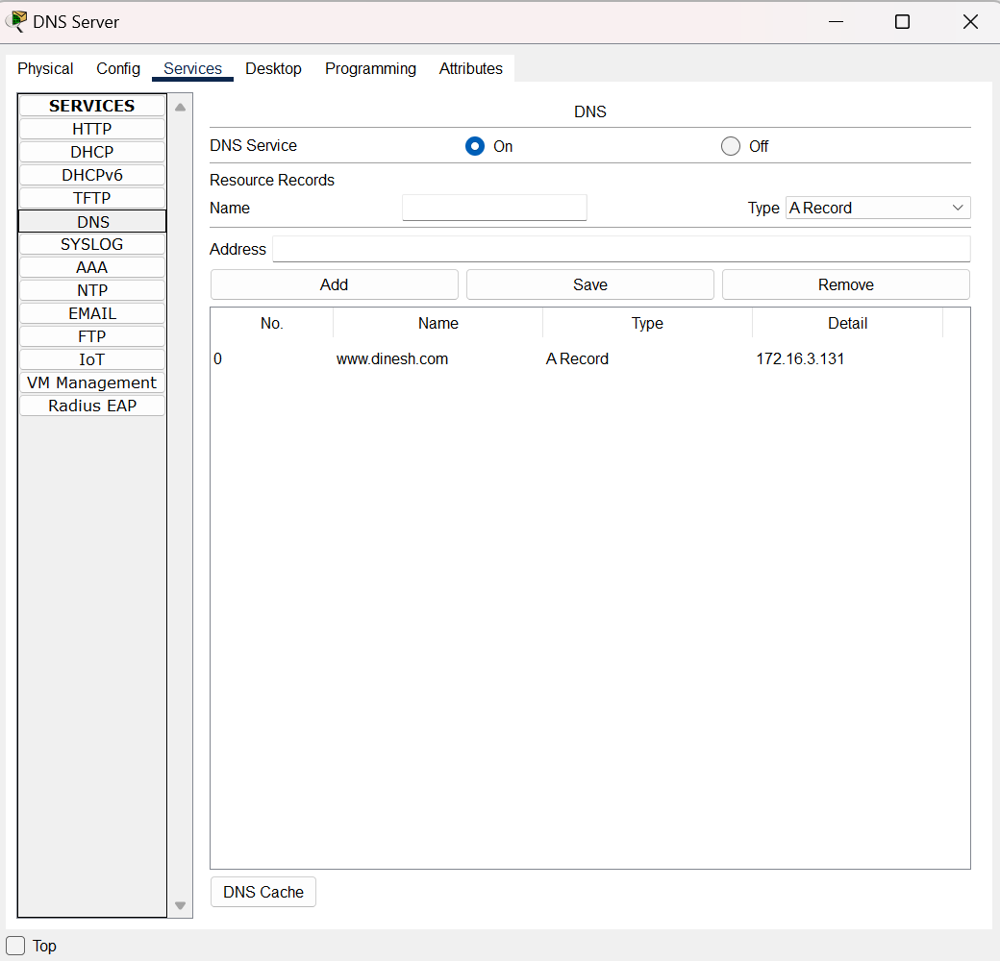 DNS Server
Physical Config Services Desktop Programming Attributes
SERVICES
HTTP
DHCP
DHCPv6
TFTP
DNS
SYSLOG
AAA
NTP
EMAIL
FTP
IoT
VM Management
Radius EAP
DNS
DNS Service On Off
Resource Records
Name Type A Record
Address
Add Save Remove
No. Name Type Detail
0 www.dinesh.com A Record 172.16.3.131
DNS Cache
Top